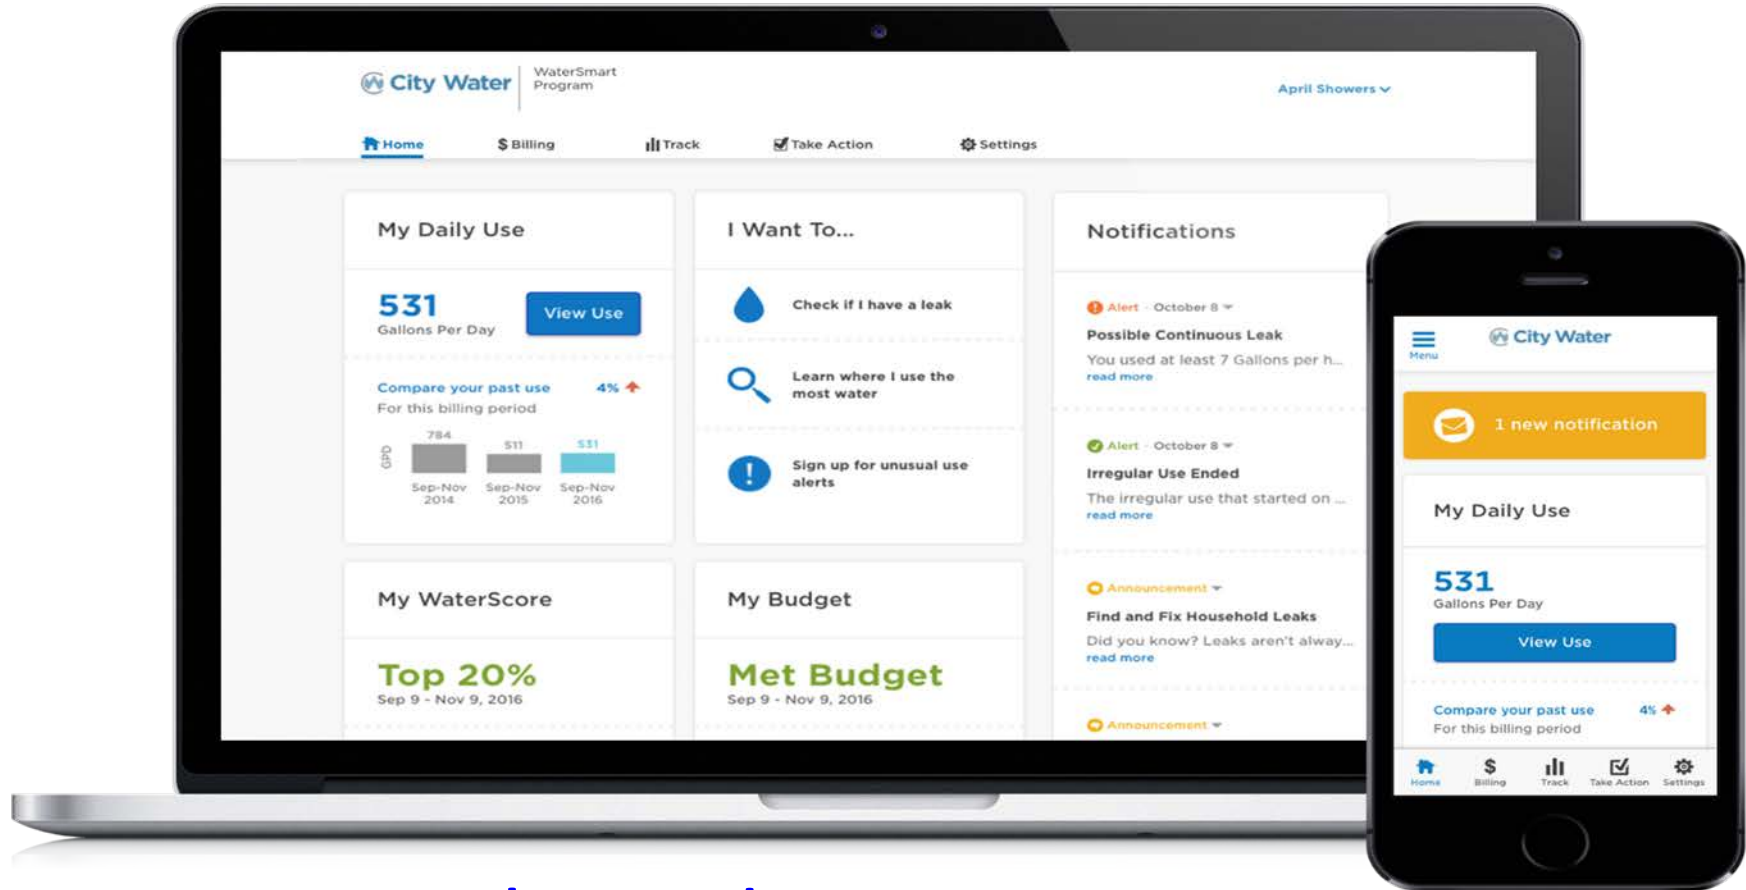 City Water
WaterSmart
Program
April Showers
Home
$ Billing
Track
Take Action
Settings
My Daily Use
531
Gallons Per Day
View Use
Compare your past use 4%
For this billing period
GPD
784
511
531
Sep-Nov
2014
Sep-Nov
2015
Sep-Nov
2016
I Want To...
Check if I have a leak
Learn where I use the
most water
Sign up for unusual use
alerts
Notifications
Alert - October 8
Possible Continuous Leak
You used at least 7 Gallons per h...
read more
Alert - October 8
Irregular Use Ended
The irregular use that started on ...
read more
Announcement
Find and Fix Household Leaks
Did you know? Leaks aren't alway...
read more
Announcement
My WaterScore
Top 20%
Sep 9 - Nov 9, 2016
My Budget
Met Budget
Sep 9 - Nov 9, 2016
Menu
City Water
1 new notification
My Daily Use
531
Gallons Per Day
View Use
Compare your past use 4%
For this billing period
Home
$
Billing
Track
Take Action
Settings